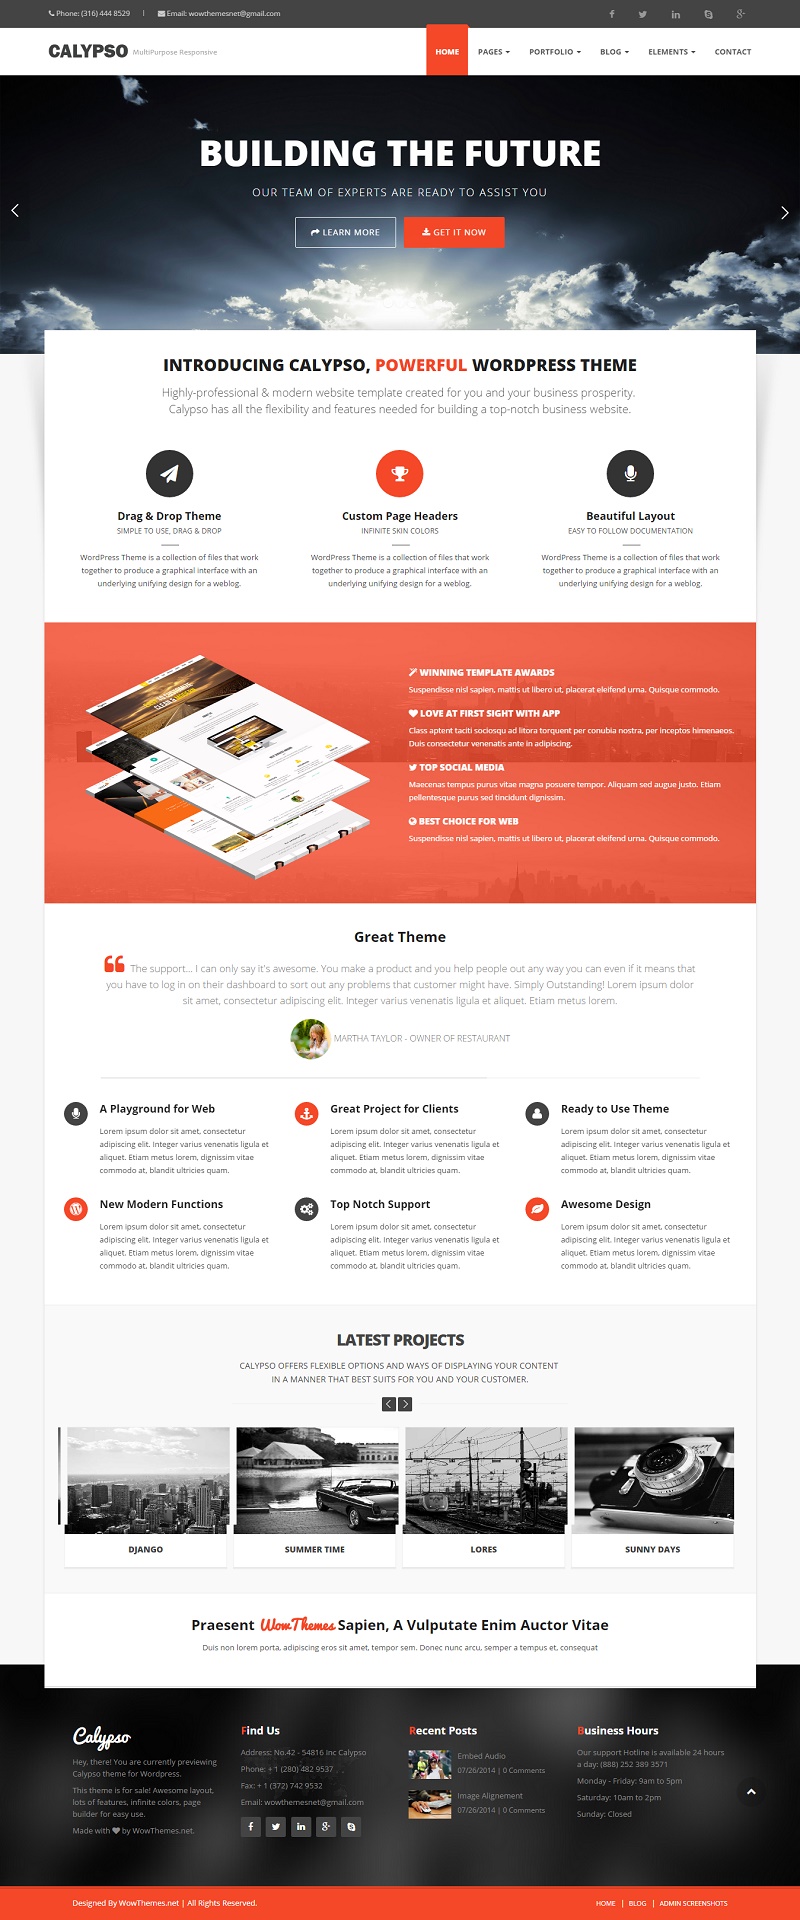 Phone: (316) 444 8529 | Email: wowthemesnet@gmail.com
CALYPSO MultiPurpose Responsive
HOME PAGES PORTFOLIO BLOG ELEMENTS CONTACT
BUILDING THE FUTURE
OUR TEAM OF EXPERTS ARE READY TO ASSIST YOU
LEARN MORE GET IT NOW
INTRODUCING CALYPSO, POWERFUL WORDPRESS THEME
Highly-professional & modern website template created for you and your business prosperity.
Calypso has all the flexibility and features needed for building a top-notch business website.
Drag & Drop Theme
SIMPLE TO USE, DRAG & DROP
WordPress Theme is a collection of files that work
together to produce a graphical interface with an
underlying unifying design for a weblog.
Custom Page Headers
INFINITE SKIN COLORS
WordPress Theme is a collection of files that work
together to produce a graphical interface with an
underlying unifying design for a weblog.
Beautiful Layout
EASY TO FOLLOW DOCUMENTATION
WordPress Theme is a collection of files that work
together to produce a graphical interface with an
underlying unifying design for a weblog.
WINNING TEMPLATE AWARDS
Suspendisse nisl sapien, mattis ut libero ut, placerat eleifend urna. Quisque commodo.
LOVE AT FIRST SIGHT WITH APP
Class aptent taciti sociosqu ad litora torquent per conubia nostra, per inceptos himenaeos.
Duis consectetur venenatis ante in adipiscing.
TOP SOCIAL MEDIA
Maecenas tempus purus vitae magna posuere tempor. Aliquam sed augue justo. Etiam
pellentesque purus sed tincidunt dignissim.
BEST CHOICE FOR WEB
Suspendisse nisl sapien, mattis ut libero ut, placerat eleifend urna. Quisque commodo.
Great Theme
The support... I can only say it's awesome. You make a product and you help people out any way you can even if it means that
you have to log in on their dashboard to sort out any problems that customer might have. Simply Outstanding! Lorem ipsum dolor
sit amet, consectetur adipiscing elit. Integer varius venenatis ligula et aliquet. Etiam metus lorem.
MARTHA TAYLOR - OWNER OF RESTAURANT
A Playground for Web
Lorem ipsum dolor sit amet, consectetur
adipiscing elit. Integer varius venenatis ligula et
aliquet. Etiam metus lorem, dignissim vitae
commodo at, blandit ultricies quam.
Great Project for Clients
Lorem ipsum dolor sit amet, consectetur
adipiscing elit. Integer varius venenatis ligula et
aliquet. Etiam metus lorem, dignissim vitae
commodo at, blandit ultricies quam.
Ready to Use Theme
Lorem ipsum dolor sit amet, consectetur
adipiscing elit. Integer varius venenatis ligula et
aliquet. Etiam metus lorem, dignissim vitae
commodo at, blandit ultricies quam.
New Modern Functions
Lorem ipsum dolor sit amet, consectetur
adipiscing elit. Integer varius venenatis ligula et
aliquet. Etiam metus lorem, dignissim vitae
commodo at, blandit ultricies quam.
Top Notch Support
Lorem ipsum dolor sit amet, consectetur
adipiscing elit. Integer varius venenatis ligula et
aliquet. Etiam metus lorem, dignissim vitae
commodo at, blandit ultricies quam.
Awesome Design
Lorem ipsum dolor sit amet, consectetur
adipiscing elit. Integer varius venenatis ligula et
aliquet. Etiam metus lorem, dignissim vitae
commodo at, blandit ultricies quam.
LATEST PROJECTS
CALYPSO OFFERS FLEXIBLE OPTIONS AND WAYS OF DISPLAYING YOUR CONTENT
IN A MANNER THAT BEST SUITS FOR YOU AND YOUR CUSTOMER.
DJANGO SUMMER TIME LORES SUNNY DAYS
Praesent WowThemes Sapien, A Vulputate Enim Auctor Vitae
Duis non lorem porta, adipiscing eros sit amet, tempor sem. Donec nunc arcu, semper a tempus et, consequat
Calypso
Hey, there! You are currently previewing
Calypso theme for Wordpress.
This theme is for sale! Awesome layout,
lots of features, infinite colors, page
builder for easy use.
Made with by WowThemes.net.
Find Us
Address: No.42 - 54816 Inc Calypso
Phone: + 1 (280) 482 9537
Fax: + 1 (372) 742 9532
Email: wowthemesnet@gmail.com
Recent Posts
Embed Audio
07/26/2014 | 0 Comments
Image Alignement
07/26/2014 | 0 Comments
Business Hours
Our support Hotline is available 24 hours
a day: (888) 252 389 3571
Monday - Friday: 9am to 5pm
Saturday: 10am to 2pm
Sunday: Closed
Designed By WowThemes.net | All Rights Reserved.
HOME | BLOG | ADMIN SCREENSHOTS